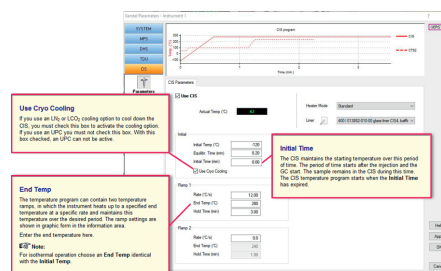 Gerstel Parameters - Instrument 1
SYSTEM
MPS
DHS
TDU
CIS
Parameters
CIS program
Temp. (°C)
Time (min.)
CIS
CIS Parameters
Use CIS
Actual Temp (°C)
Heater Mode
Standard
Liner
Initial
Initial Temp (°C)
-120
Equilibr. Time (min)
0.20
Initial Time (min)
0.00
Use Cryo Cooling
Ramp 1
Rate (°C/s)
12.00
End Temp (°C)
280
Hold Time (min)
3.00
Ramp 2
Rate (°C/s)
0.0
End Temp (°C)
Hold Time (min)
1.00
Use Cryo Cooling
If you use an LN₂ or LCO₂ cooling option to cool down the
CIS, you must check this box to activate the cooling option.
If you use an UPC you must not check this box. With this
box checked, an UPC can not be active.
End Temp
The temperature program can contain two temperature
ramps, in which the instrument heats up to a specified end
temperature at a specific rate and maintains this
temperature over the desired period. The ramp settings are
shown in graphic form in the information area.
Enter the end temperature here.
Note:
For isothermal operation choose an End Temp identical
with the Initial Temp.
Initial Time
The CIS maintains the starting temperature over this period
of time. The period of time starts after the injection and the
GC start. The sample remains in the CIS during this time.
The CIS temperature program starts when the Initial Time
has expired.